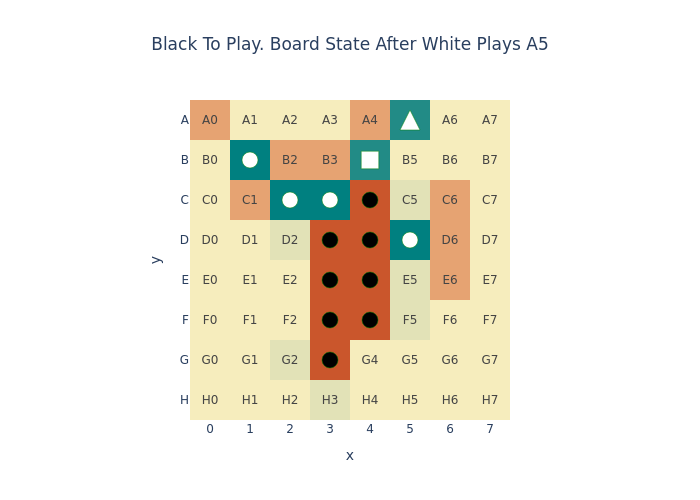 Black To Play. Board State After White Plays A5
A A0 A1 A2 A3 A4 A6 A7
B B0 B2 B3 B5 B6 B7
C C0 C1 C5 C6 C7
D D0 D1 D2 D6 D7
y
E E0 E1 E2 E5 E6 E7
F F0 F1 F2 F5 F6 F7
G G0 G1 G2 G4 G5 G6 G7
H H0 H1 H2 H3 H4 H5 H6 H7
0 1 2 3 4 5 6 7
x